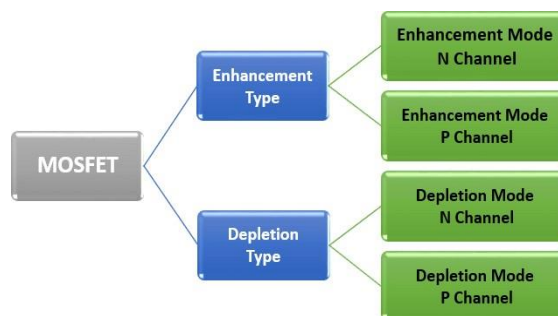 MOSFET
Enhancement
Type
Enhancement Mode
N Channel
Enhancement Mode
P Channel
Depletion
Type
Depletion Mode
N Channel
Depletion Mode
P Channel